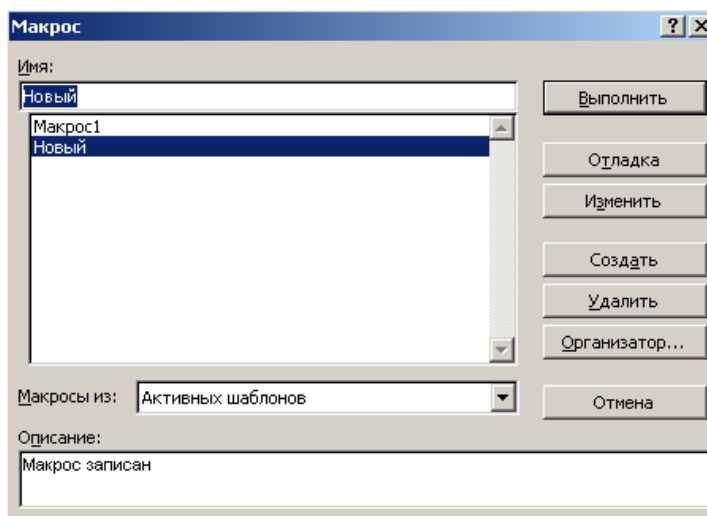 Макрос
Имя:
Новый
Макрос1
Новый
Выполнить
Отладка
Изменить
Создать
Удалить
Организатор...
Макросы из:
Активных шаблонов
Отмена
Описание:
Макрос записан